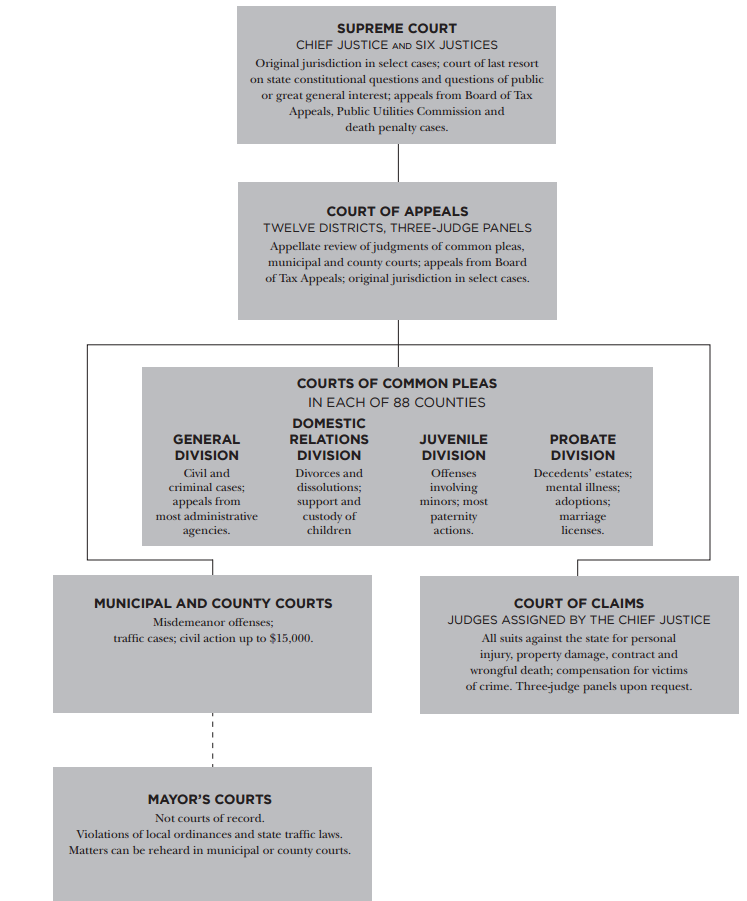 SUPREME COURT
CHIEF JUSTICE AND SIX JUSTICES
Original jurisdiction in select cases; court of last resort
on state constitutional questions and questions of public
or great general interest; appeals from Board of Tax
Appeals, Public Utilities Commission and
death penalty cases.
COURT OF APPEALS
TWELVE DISTRICTS, THREE-JUDGE PANELS
Appellate review of judgments of common pleas,
municipal and county courts; appeals from Board
of Tax Appeals; original jurisdiction in select cases.
COURTS OF COMMON PLEAS
IN EACH OF 88 COUNTIES
GENERAL
DIVISION
Civil and
criminal cases;
appeals from
most administrative
agencies.
DOMESTIC
RELATIONS
DIVISION
Divorces and
dissolutions;
support and
custody of
children
JUVENILE
DIVISION
Offenses
involving
minors; most
paternity
actions.
PROBATE
DIVISION
Decedents' estates;
mental illness;
adoptions;
marriage
licenses.
MUNICIPAL AND COUNTY COURTS
Misdemeanor offenses;
traffic cases; civil action up to $15,000.
COURT OF CLAIMS
JUDGES ASSIGNED BY THE CHIEF JUSTICE
All suits against the state for personal
injury, property damage, contract and
wrongful death; compensation for victims
of crime. Three-judge panels upon request.
MAYOR'S COURTS
Not courts of record.
Violations of local ordinances and state traffic laws.
Matters can be reheard in municipal or county courts.